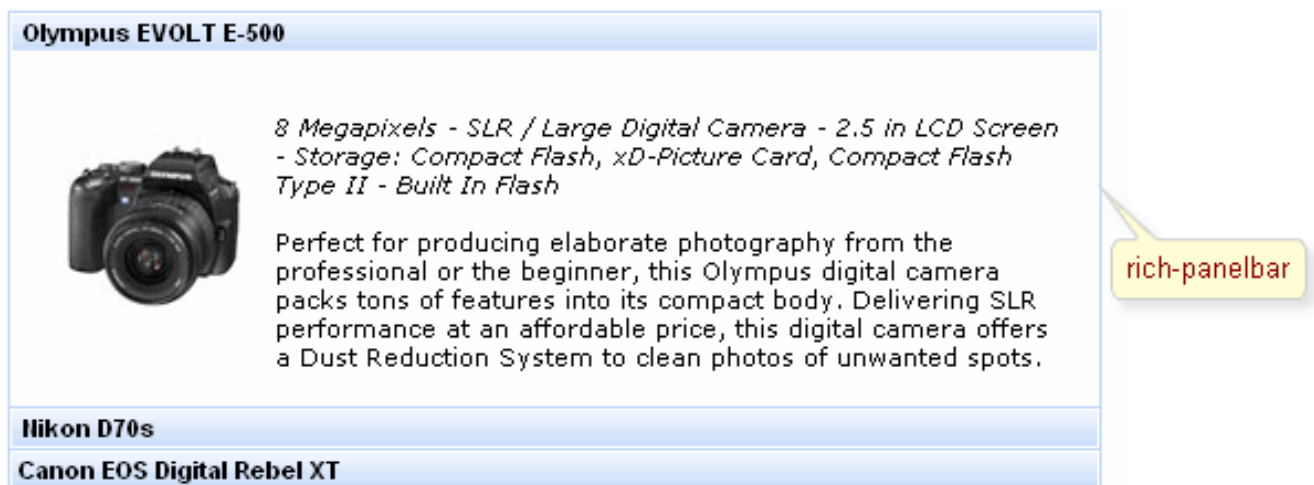 Olympus EVOLT E-500
8 Megapixels - SLR / Large Digital Camera - 2.5 in LCD Screen
- Storage: Compact Flash, xD-Picture Card, Compact Flash
Type II - Built In Flash
OLYMPUS
Perfect for producing elaborate photography from the
professional or the beginner, this Olympus digital camera
packs tons of features into its compact body. Delivering SLR
performance at an affordable price, this digital camera offers
a Dust Reduction System to clean photos of unwanted spots.
rich-panelbar
Nikon D70s
Canon EOS Digital Rebel XT